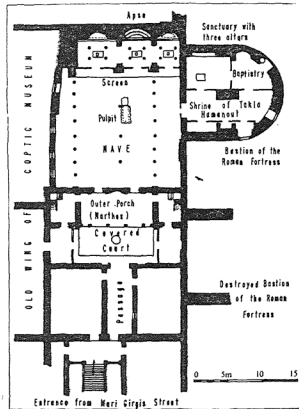 Apse
Sanctuary with
three altars
Baptistry
Screen
Shrine of Takla
Hamanout
Pulpit
NAVE
Bastion of the
Roman Fortress
COPTIC MUSEUM
Outer Porch
(Narthex)
Covered
Court
OLD WING OF
Passage
Destroyed Bastion
of the Roman
Fortress
0 5m 10 15
Entrance from Mari Girgis Street